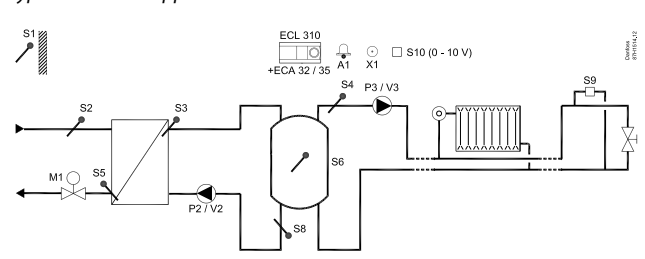 S1
ECL 310
+ECA 32 / 35
A1
X1
S10 (0 - 10 V)
Danfoss
87H1514.12
S2
S3
S4
P3 / V3
S9
S6
M1
S5
P2 / V2
S8